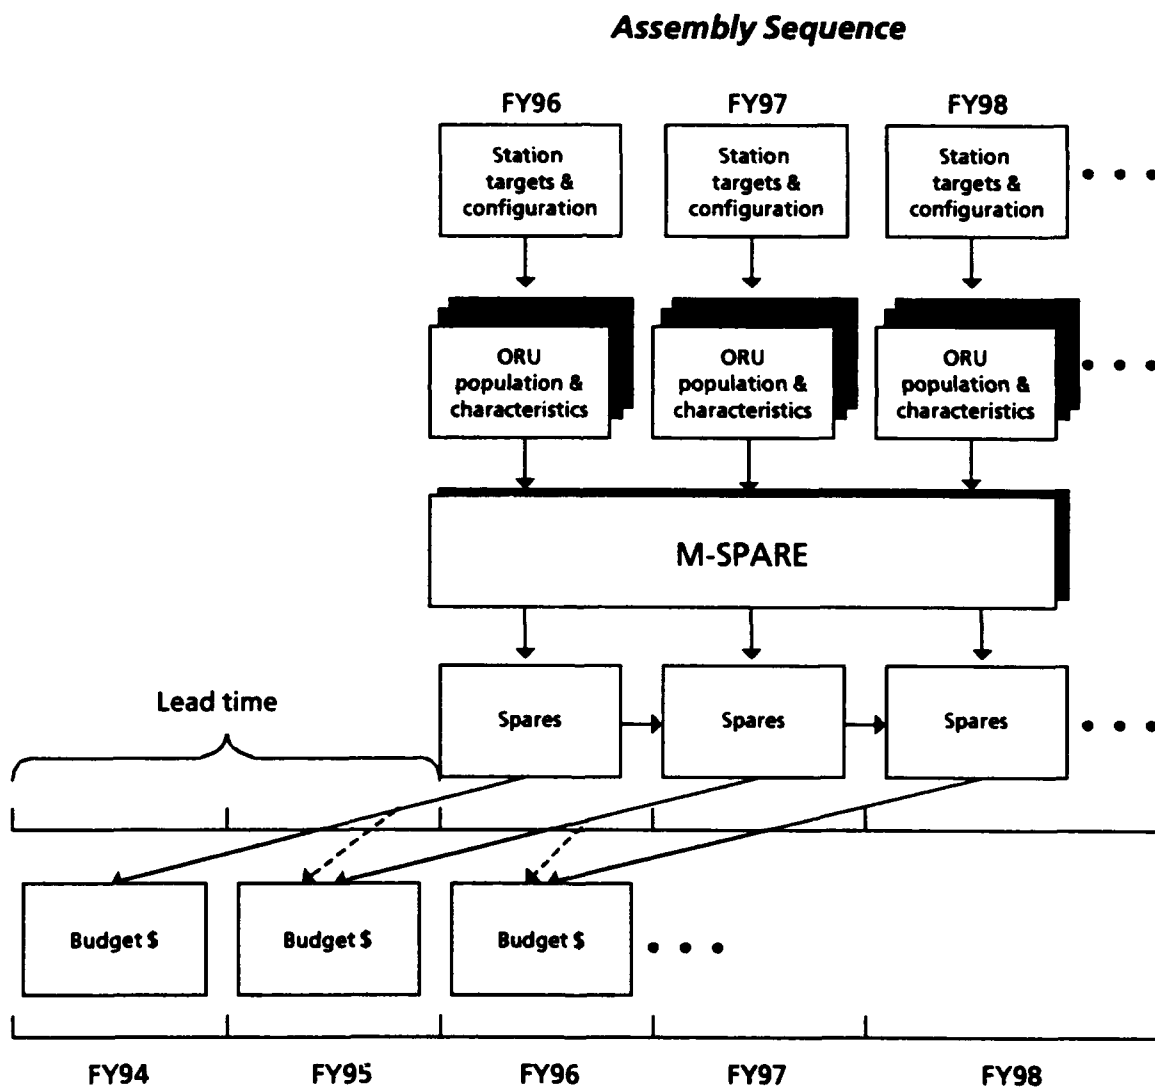 Assembly Sequence
FY96
FY97
FY98
Station
targets &
configuration
Station
targets &
configuration
Station
targets &
configuration
ORU
population &
characteristics
ORU
population &
characteristics
ORU
population &
characteristics
M-SPARE
Lead time
Spares
Spares
Spares
Budget $
Budget $
Budget $
FY94
FY95
FY96
FY97
FY98